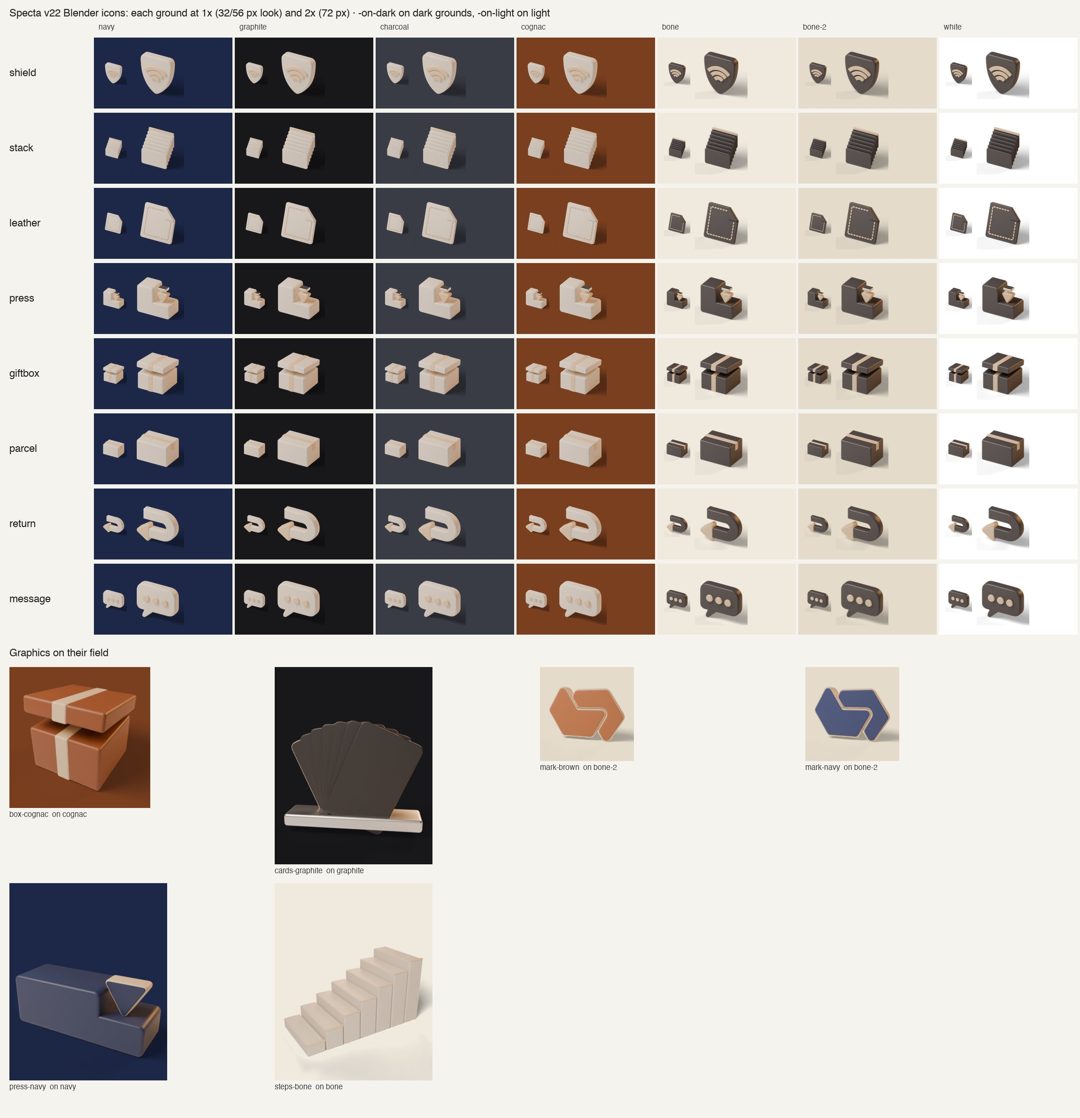 Specta v22 Blender icons: each ground at 1x (32/56 px look) and 2x (72 px) · -on-dark on dark grounds, -on-light on light
navy graphite charcoal cognac bone bone-2 white
shield
stack
leather
press
giftbox
parcel
return
message
Graphics on their field
box-cognac on cognac
cards-graphite on graphite
mark-brown on bone-2
mark-navy on bone-2
press-navy on navy
steps-bone on bone